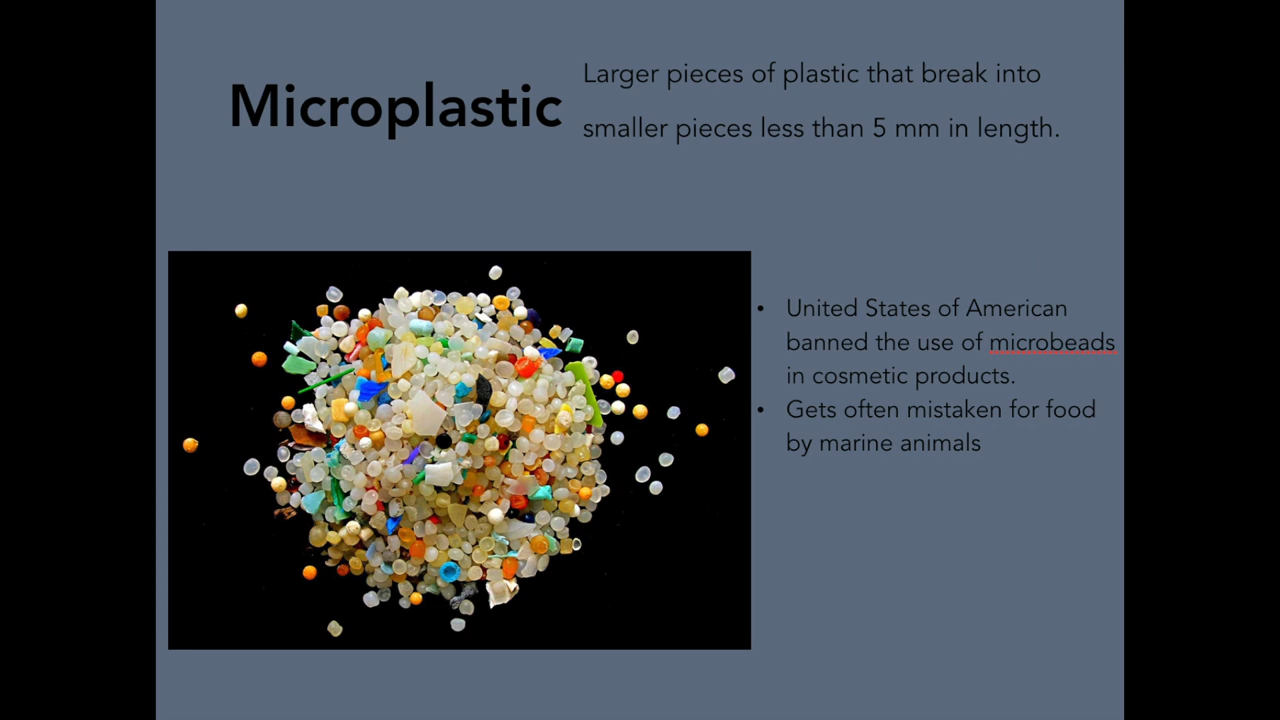 Microplastic
Larger pieces of plastic that break into
smaller pieces less than 5 mm in length.
• United States of American
banned the use of microbeads
in cosmetic products.
• Gets often mistaken for food
by marine animals